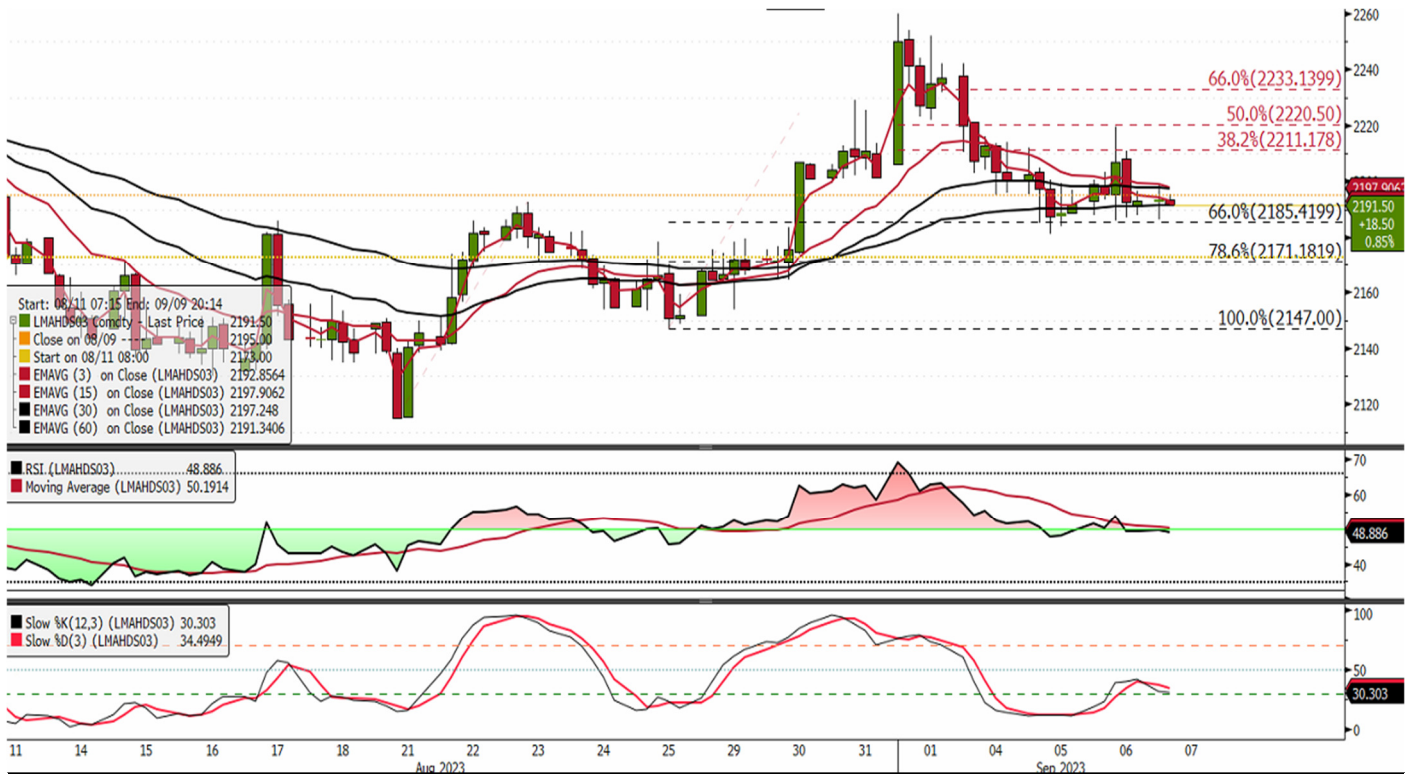 2260
2240
66.0%(2233.1399)
2220
50.0%(2220.50)
38.2%(2211.178)
2197.9062
2191.50
+18.50
0.85%
66.0%(2185.4199)
78.6%(2171.1819)
2160
100.0%(2147.00)
2140
2120
Start: 08/11 07:15 End: 09/09 20:14
LMAHDS03 Comdty - Last Price 2191.50
Close on 08/09 2195.00
Start on 08/11 08:00 2173.00
EMAVG (3) on Close (LMAHDS03) 2192.8564
EMAVG (15) on Close (LMAHDS03) 2197.9062
EMAVG (30) on Close (LMAHDS03) 2197.248
EMAVG (60) on Close (LMAHDS03) 2191.3406
RSI (LMAHDS03) 48.886
Moving Average (LMAHDS03) 50.1914
70
60
48.886
40
Slow %K(12,3) (LMAHDS03) 30.303
Slow %D(3) (LMAHDS03) 34.4949
100
50
30.303
0
11 14 15 16 17 18 21 22 23 24 25 29 30 31 01 04 05 06 07
Aug 2023 Sep 2023